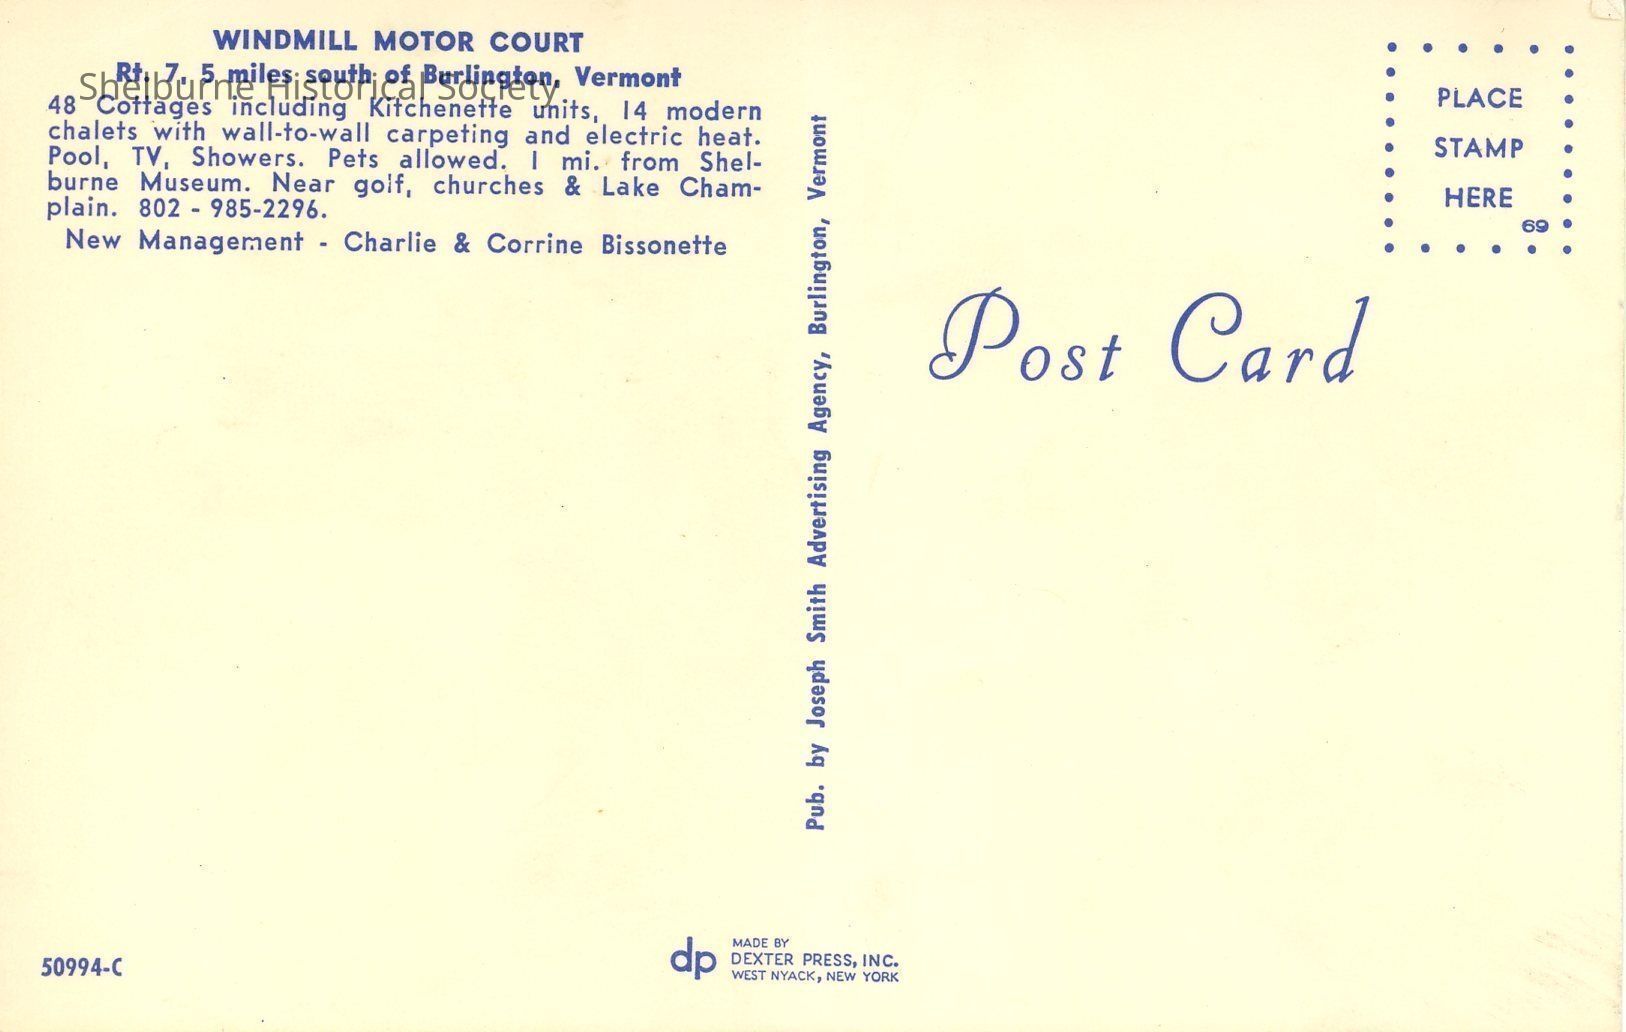 WINDMILL MOTOR COURT
Rt. 7, 5 miles south of Burlington, Vermont
Shelburne Historical Society
48 Cottages including Kitchenette units, 14 modern
chalets with wall-to-wall carpeting and electric heat.
Pool, TV, Showers. Pets allowed. 1 mi. from Shel-
burne Museum. Near golf, churches & Lake Cham-
plain. 802 - 985-2296.
New Management - Charlie & Corrine Bissonette
Pub. by Joseph Smith Advertising Agency, Burlington, Vermont
PLACE
STAMP
HERE
69
Post Card
50994-C
dp
MADE BY
DEXTER PRESS, INC.
WEST NYACK, NEW YORK